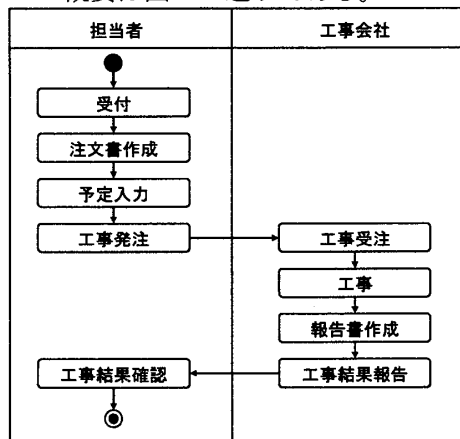 担当者
工事会社
受付
注文書作成
予定入力
工事発注
工事受注
工事
報告書作成
工事結果報告
工事結果確認